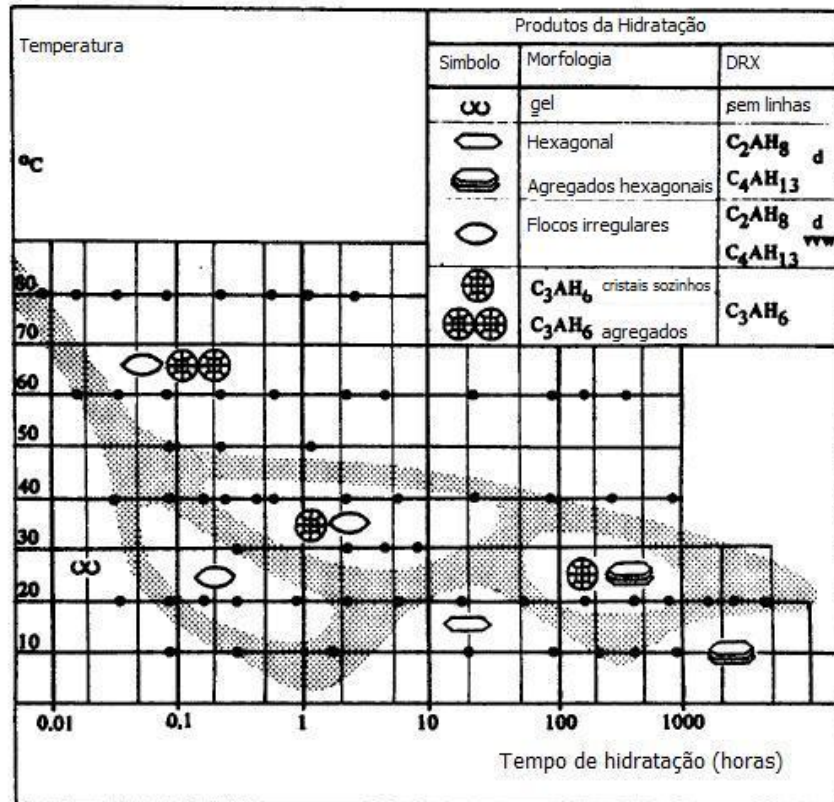 Temperatura
°C
Produtos da Hidratação
Simbolo Morfologia DRX
gel sem linhas
Hexagonal C₂AH₈ d
Agregados hexagonais C₄AH₁₃
Flocos irregulares C₂AH₈ d
C₄AH₁₃
C₃AH₆ cristais sozinhos
C₃AH₆ agregados C₃AH₆
80
70
60
50
40
30
20
10
0.01 0.1 1 10 100 1000
Tempo de hidratação (horas)